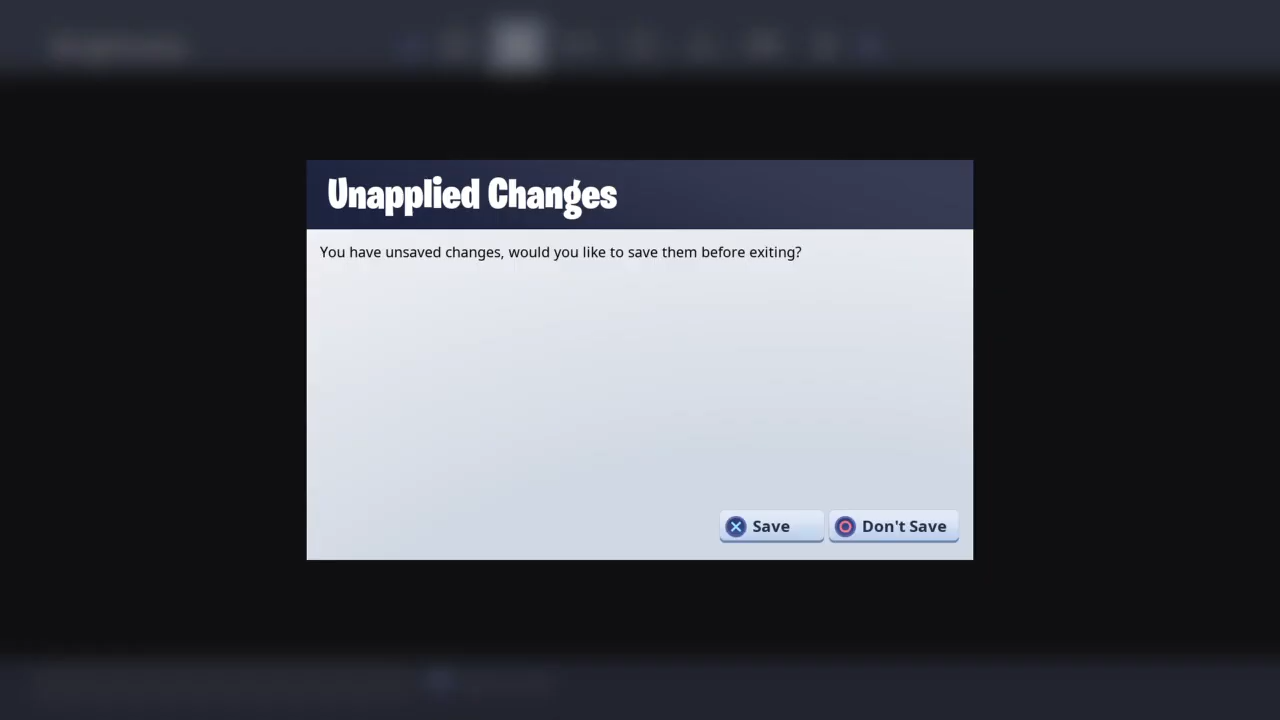 Unapplied Changes
You have unsaved changes, would you like to save them before exiting?
Save
Don't Save